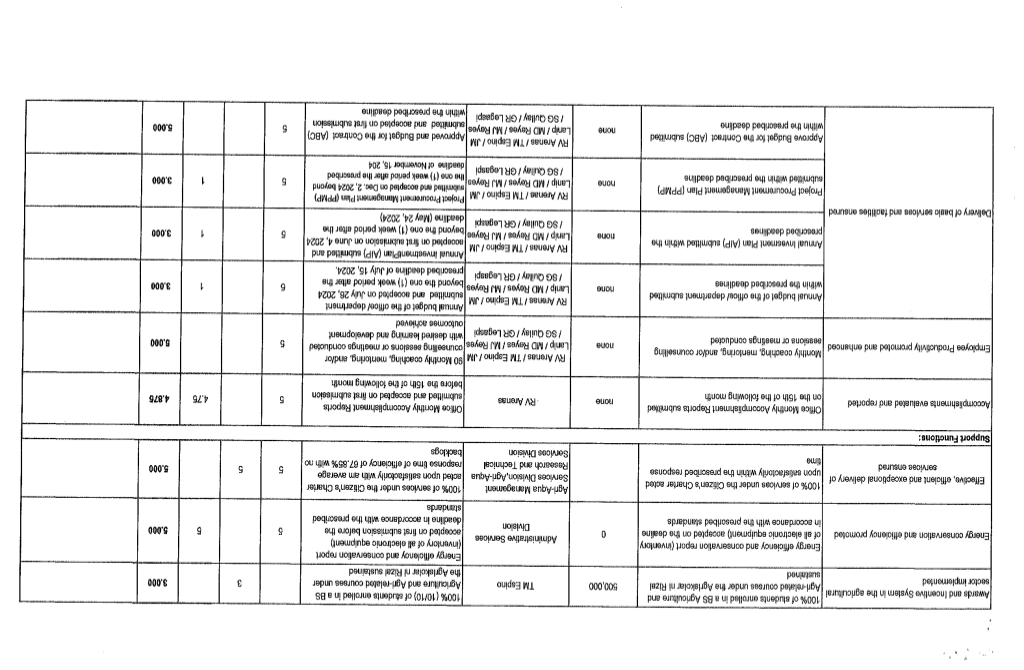 Awards and Incentive System in the agricultural
sector implemented
100% of students enrolled in a BS Agriculture and
Agri-related courses under the Agriskolar ni Rizal
sustained
500,000
TM Espino
100% (10/10) of students enrolled in a BS
Agriculture and Agri-related courses under
the Agriskolar ni Rizal sustained
3
3.000
Energy conservation and efficiency promoted
Energy efficiency and conservation report (inventory
of all electronic equipment) accepted on the dealine
in accordance with prescribed standards
0
Administrative Services
Division
Energy efficiency and conservation report
(inventory of all electronic equipment)
accepted on first submission before the
deadline in accordance with the prescribed
standards
5
5
5.000
Effective, efficient and exceptional delivery of
services ensured
100% of services under the Citizen's Charter acted
upon satisfactorily within the prescribed response
time
Agri-Aqua Management
Services Division,Agri-Aqua
Research and Technical
Services Division
100% of services under the Citizen's Charter
acted upon satisfactorily with am average
response time of efficiency of 67.85% with no
backlogs
5
5
5.000
Support Functions:
Accomplishments evaluated and reported
Office Monthly Accomplishment Reports submitted
on the 15th of the following month
none
RV Arenas
Office Monthly Accomplishment Reports
submitted and accepted on first submission
before the 15th of the following month
5
4.75
4.875
Employee Productivity promoted and enhanced
Monthly coaching, mentoring, and/or counselling
sessions or meetings conducted
none
RV Arenas / TM Espino / JM
Lanip / MD Reyes / MJ Reyes
/ SG Quilay / GR Legaspi
90 Monthly coaching, mentoring, and/or
counselling sessions or meetings conducted
with desired learning and development
outcomes achieved
5
5.000
Delivery of basic services and facilities ensured
Annual budget of the office/ department submitted
within the prescribed deadlines
none
RV Arenas / TM Espino / JM
Lanip / MD Reyes / MJ Reyes
/ SG Quilay / GR Legaspi
Annual budget of the office/ department
submitted and accepted on July 26, 2024
beyond the one (1) week period after the
prescribed deadline of July 15, 2024.
5
1
3.000
Annual Invesment Plan (AIP) submitted within the
prescribed deadlines
none
RV Arenas / TM Espino / JM
Lanip / MD Reyes / MJ Reyes
/ SG Quilay / GR Legaspi
Annual InvestmentPlan (AIP) submitted and
accepted on first submission on June 4, 2024
beyond the one (1) week period after the
deadline (May 24, 2024)
5
1
3.000
Project Procurement Management Plan (PPMP)
submitted within the prescribed deadline
none
RV Arenas / TM Espino / JM
Lanip / MD Reyes / MJ Reyes
/ SG Quilay / GR Legaspi
Project Procurement Management Plan (PPMP)
submitted and accepted on Dec. 2, 2024 beyond
the one (1) week period after the prescribed
deadline of November 15, 204
5
1
3.000
Approve Budget for the Contract (ABC) submitted
within the prescribed deadline
none
RV Arenas / TM Espino / JM
Lanip / MD Reyes / MJ Reyes
/ SG Quilay / GR Legaspi
Approved and Budget for the Contract (ABC)
submitted and accepted on first submission
within the prescribed deadline
5
5.000